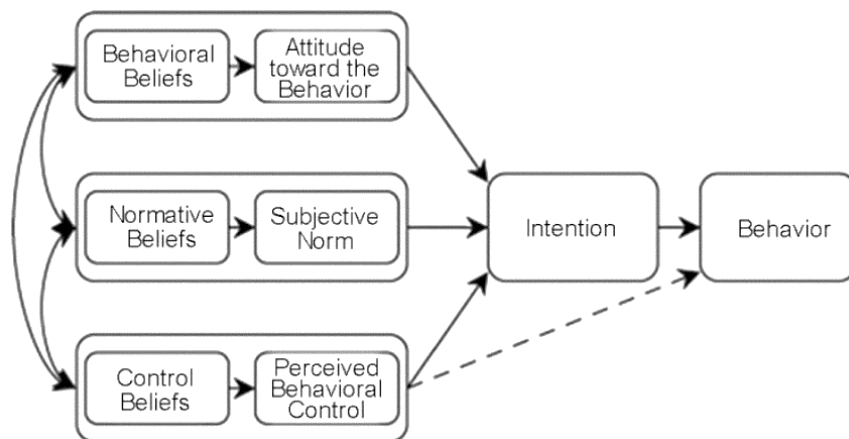 Behavioral
Beliefs
Attitude
toward the
Behavior
Normative
Beliefs
Subjective
Norm
Intention
Behavior
Control
Beliefs
Perceived
Behavioral
Control